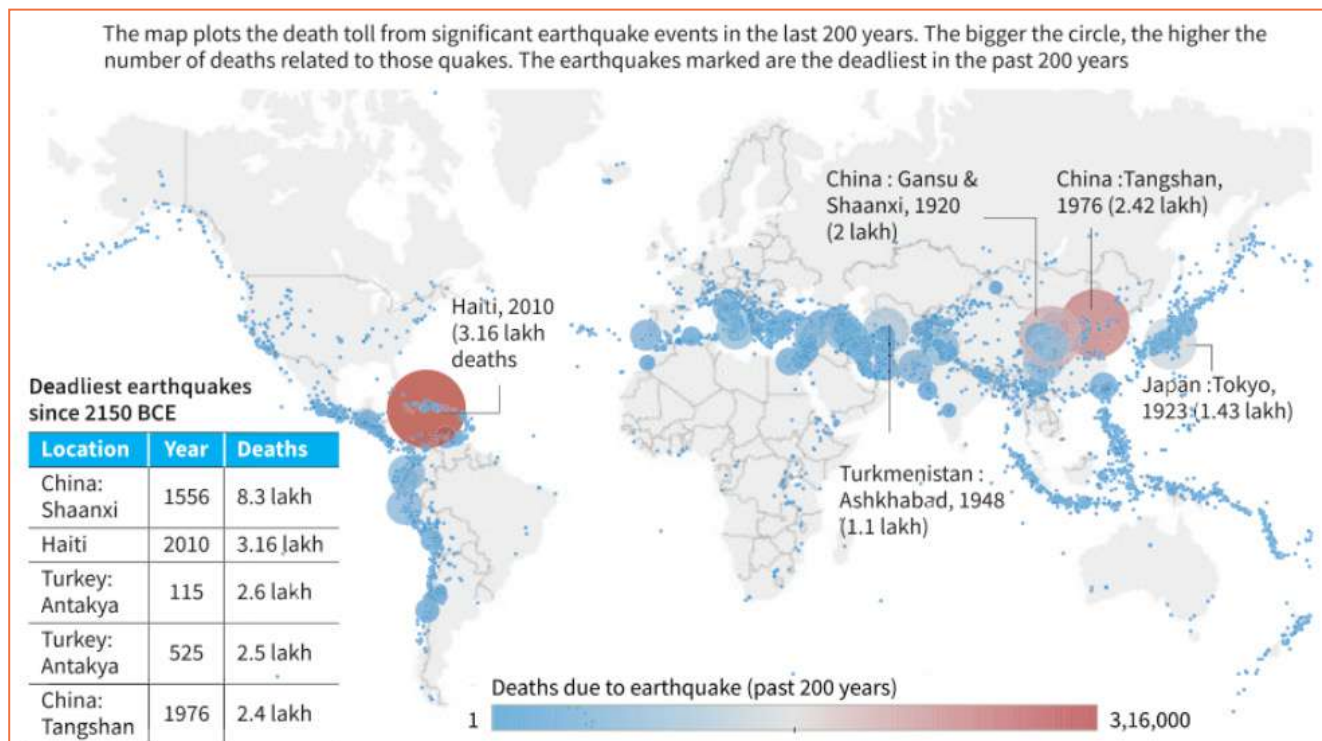 The map plots the death toll from significant earthquake events in the last 200 years. The bigger the circle, the higher the
number of deaths related to those quakes. The earthquakes marked are the deadliest in the past 200 years
China : Gansu &
Shaanxi, 1920
(2 lakh)
China :Tangshan,
1976 (2.42 lakh)
Haiti, 2010
(3.16 lakh
deaths
Japan :Tokyo,
1923 (1.43 lakh)
Turkmenistan :
Ashkhabad, 1948
(1.1 lakh)
Deadliest earthquakes
since 2150 BCE
Location Year Deaths
China:
Shaanxi 1556 8.3 lakh
Haiti 2010 3.16 lakh
Turkey:
Antakya 115 2.6 lakh
Turkey:
Antakya 525 2.5 lakh
China:
Tangshan 1976 2.4 lakh
Deaths due to earthquake (past 200 years)
1 3,16,000